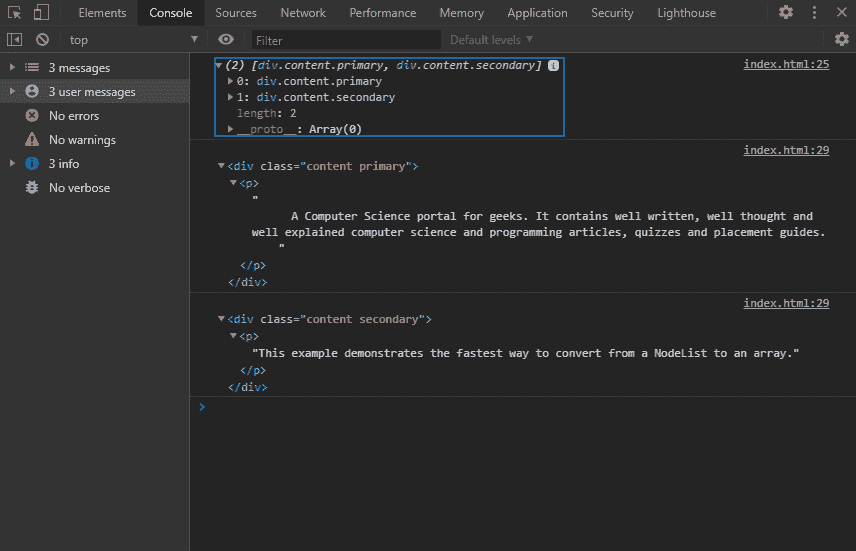 Elements Console Sources Network Performance Memory Application Security Lighthouse
top Filter Default levels
3 messages
3 user messages
No errors
No warnings
3 info
No verbose
(2) [div.content.primary, div.content.secondary] i index.html:25
0: div.content.primary
1: div.content.secondary
length: 2
__proto__: Array(0)
index.html:29
<div class="content primary">
<p>
"
A Computer Science portal for geeks. It contains well written, well thought and
well explained computer science and programming articles, quizzes and placement guides.
"
</p>
</div>
index.html:29
<div class="content secondary">
<p>
"This example demonstrates the fastest way to convert from a NodeList to an array."
</p>
</div>